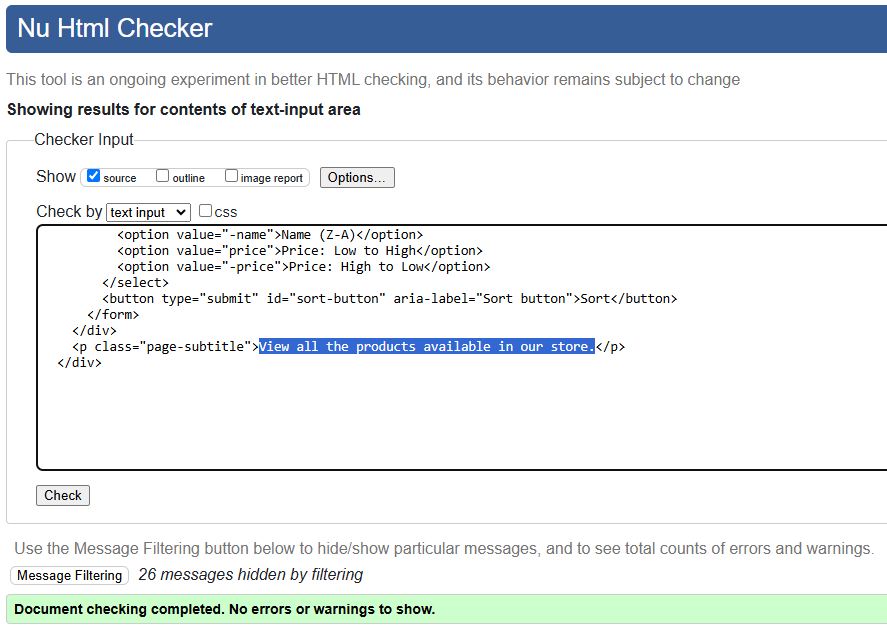 Nu Html Checker
This tool is an ongoing experiment in better HTML checking, and its behavior remains subject to change
Showing results for contents of text-input area
Checker Input
Show source outline image report Options...
Check by text input css
<option value="-name">Name (Z-A)</option>
<option value="price">Price: Low to High</option>
<option value="-price">Price: High to Low</option>
</select>
<button type="submit" id="sort-button" aria-label="Sort button">Sort</button>
</form>
</div>
<p class="page-subtitle">View all the products available in our store.</p>
</div>
Check
Use the Message Filtering button below to hide/show particular messages, and to see total counts of errors and warnings.
Message Filtering 26 messages hidden by filtering
Document checking completed. No errors or warnings to show.